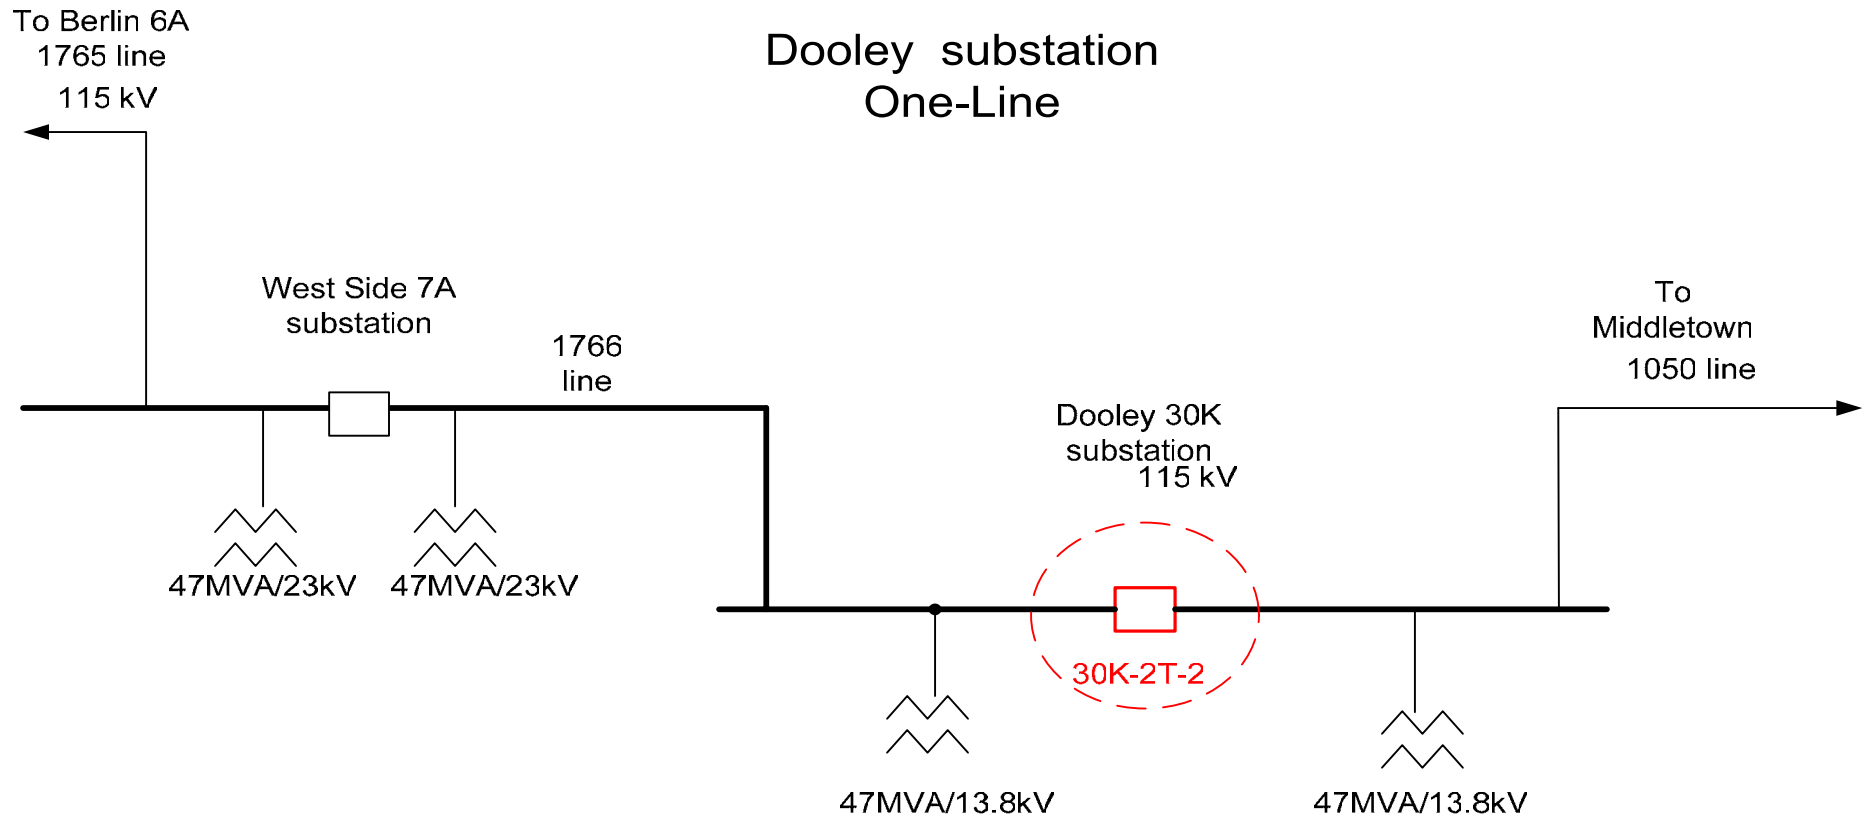 To Berlin 6A
1765 line
115 kV
Dooley substation
One-Line
West Side 7A
substation
1766
line
To
Middletown
1050 line
Dooley 30K
substation
115 kV
47MVA/23kV
47MVA/23kV
30K-2T-2
47MVA/13.8kV
47MVA/13.8kV